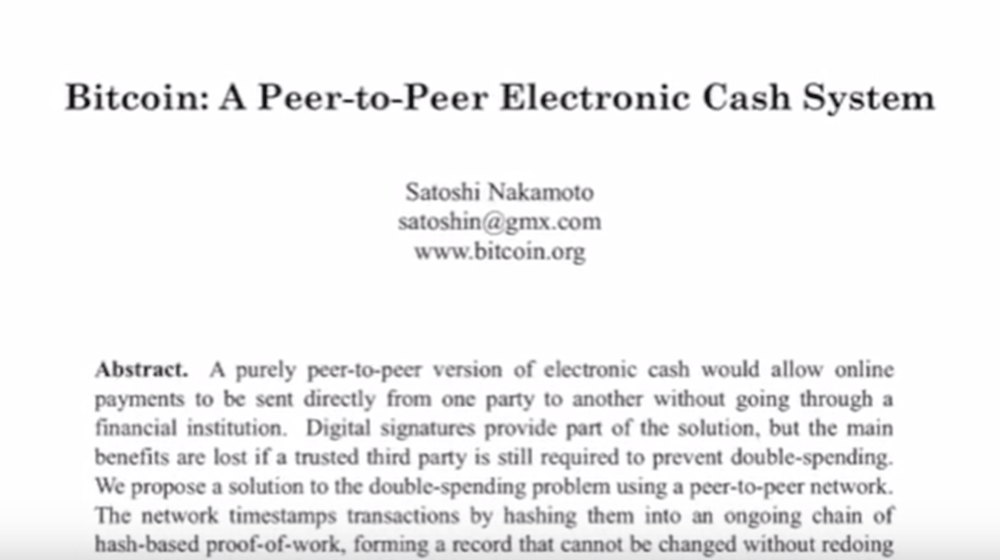 Bitcoin: A Peer-to-Peer Electronic Cash System
Satoshi Nakamoto
satoshin@gmx.com
www.bitcoin.org
Abstract. A purely peer-to-peer version of electronic cash would allow online
payments to be sent directly from one party to another without going through a
financial institution. Digital signatures provide part of the solution, but the main
benefits are lost if a trusted third party is still required to prevent double-spending.
We propose a solution to the double-spending problem using a peer-to-peer network.
The network timestamps transactions by hashing them into an ongoing chain of
hash-based proof-of-work, forming a record that cannot be changed without redoing